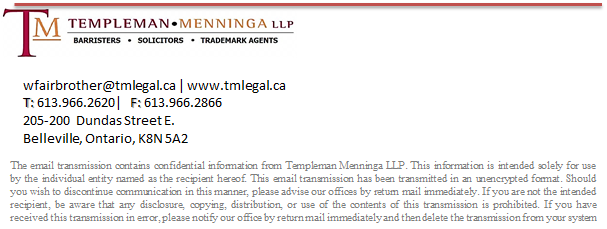 TM TEMPLEMAN•MENNINGA LLP
BARRISTERS • SOLICITORS • TRADEMARK AGENTS
wfairbrother@tmlegal.ca | www.tmlegal.ca
T: 613.966.2620| F: 613.966.2866
205-200 Dundas Street E.
Belleville, Ontario, K8N 5A2
The email transmission contains confidential information from Templeman Menninga LLP. This information is intended solely for use
by the individual entity named as the recipient hereof. This email transmission has been transmitted in an unencrypted format. Should
you wish to discontinue communication in this manner, please advise our offices by return mail immediately. If you are not the intended
recipient, be aware that any disclosure, copying, distribution, or use of the contents of this transmission is prohibited. If you have
received this transmission in error, please notify our office by return mail immediately and then delete the transmission from your system